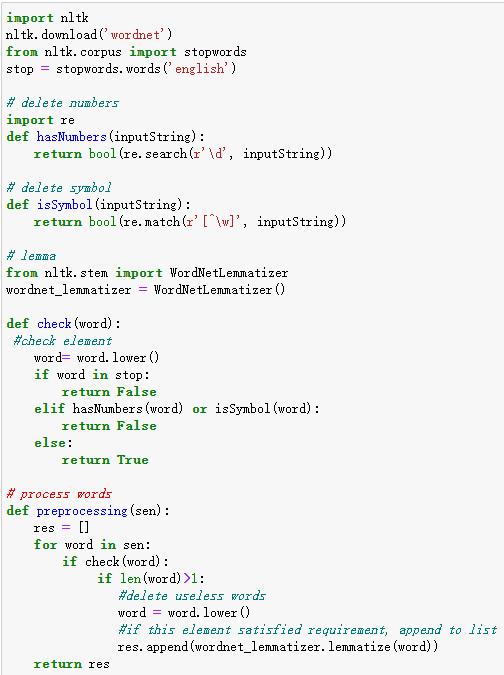 import nltk
nltk.download('wordnet')
from nltk.corpus import stopwords
stop = stopwords.words('english')

# delete numbers
import re
def hasNumbers(inputString):
    return bool(re.search(r'\d', inputString))

# delete symbol
def isSymbol(inputString):
    return bool(re.match(r'[^\w]', inputString))

# lemma
from nltk.stem import WordNetLemmatizer
wordnet_lemmatizer = WordNetLemmatizer()

def check(word):
 #check element
    word= word.lower()
    if word in stop:
        return False
    elif hasNumbers(word) or isSymbol(word):
        return False
    else:
        return True

# process words
def preprocessing(sen):
    res = []
    for word in sen:
        if check(word):
             if len(word)>1:
                #delete useless words
                word = word.lower()
                #if this element satisfied requirement, append to list
                res.append(wordnet_lemmatizer.lemmatize(word))
    return res